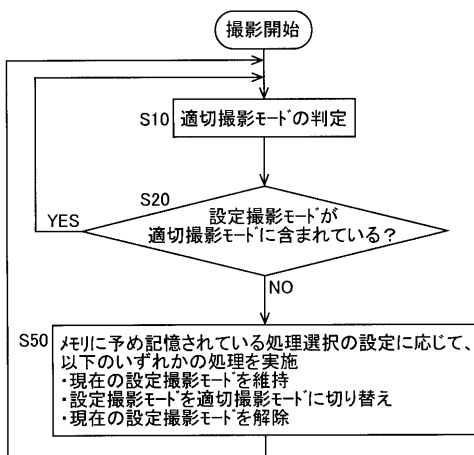 撮影開始
S10
適切撮影モードの判定
S20
設定撮影モードが
適切撮影モードに含まれている？
YES
NO
S50
メモリに予め記憶されている処理選択の設定に応じて、
以下のいずれかの処理を実施
・現在の設定撮影モードを維持
・設定撮影モードを適切撮影モードに切り替え
・現在の設定撮影モードを解除